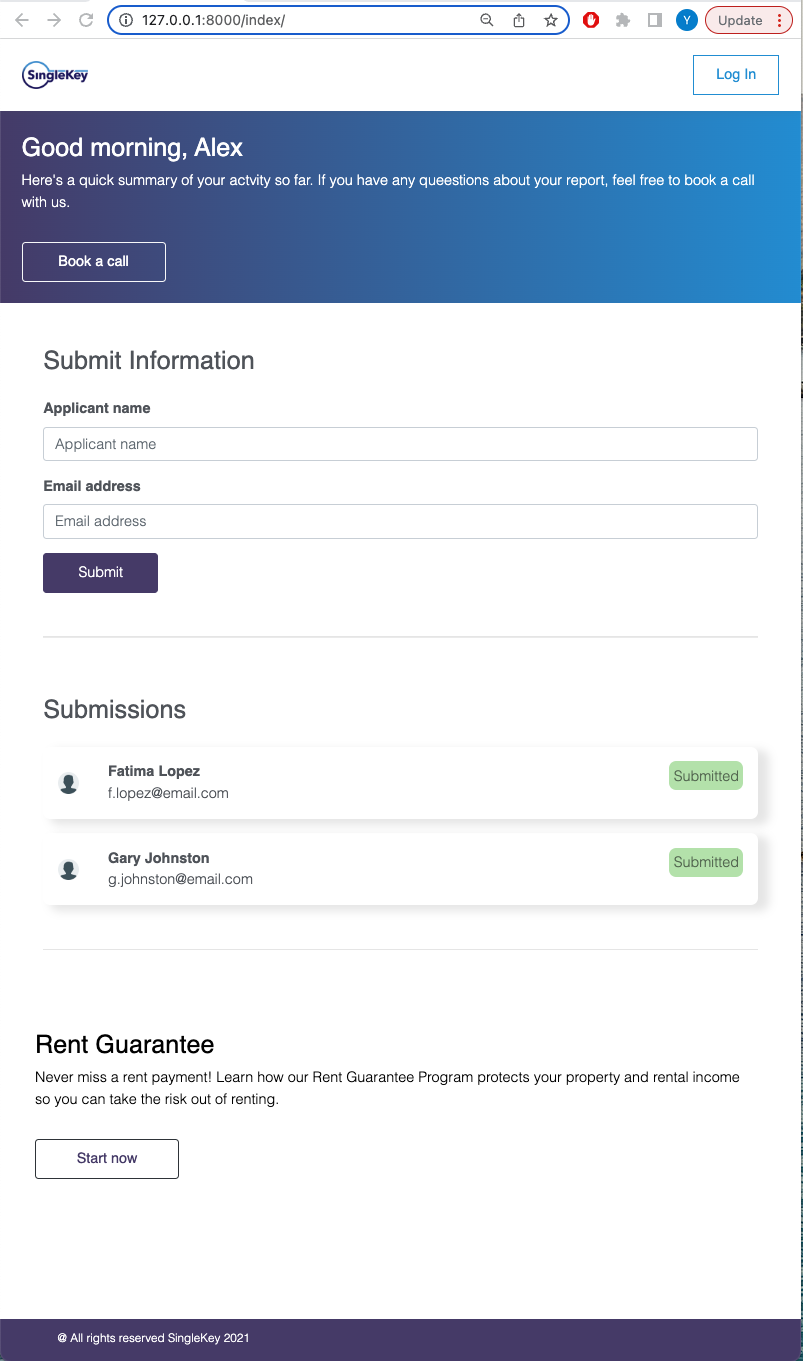 127.0.0.1:8000/index/
Y
Update
SingleKey
Log In
Good morning, Alex
Here's a quick summary of your actvity so far. If you have any queestions about your report, feel free to book a call
with us.
Book a call
Submit Information
Applicant name
Applicant name
Email address
Email address
Submit
Submissions
Fatima Lopez
Submitted
f.lopez@email.com
Gary Johnston
Submitted
g.johnston@email.com
Rent Guarantee
Never miss a rent payment! Learn how our Rent Guarantee Program protects your property and rental income
so you can take the risk out of renting.
Start now
@ All rights reserved SingleKey 2021